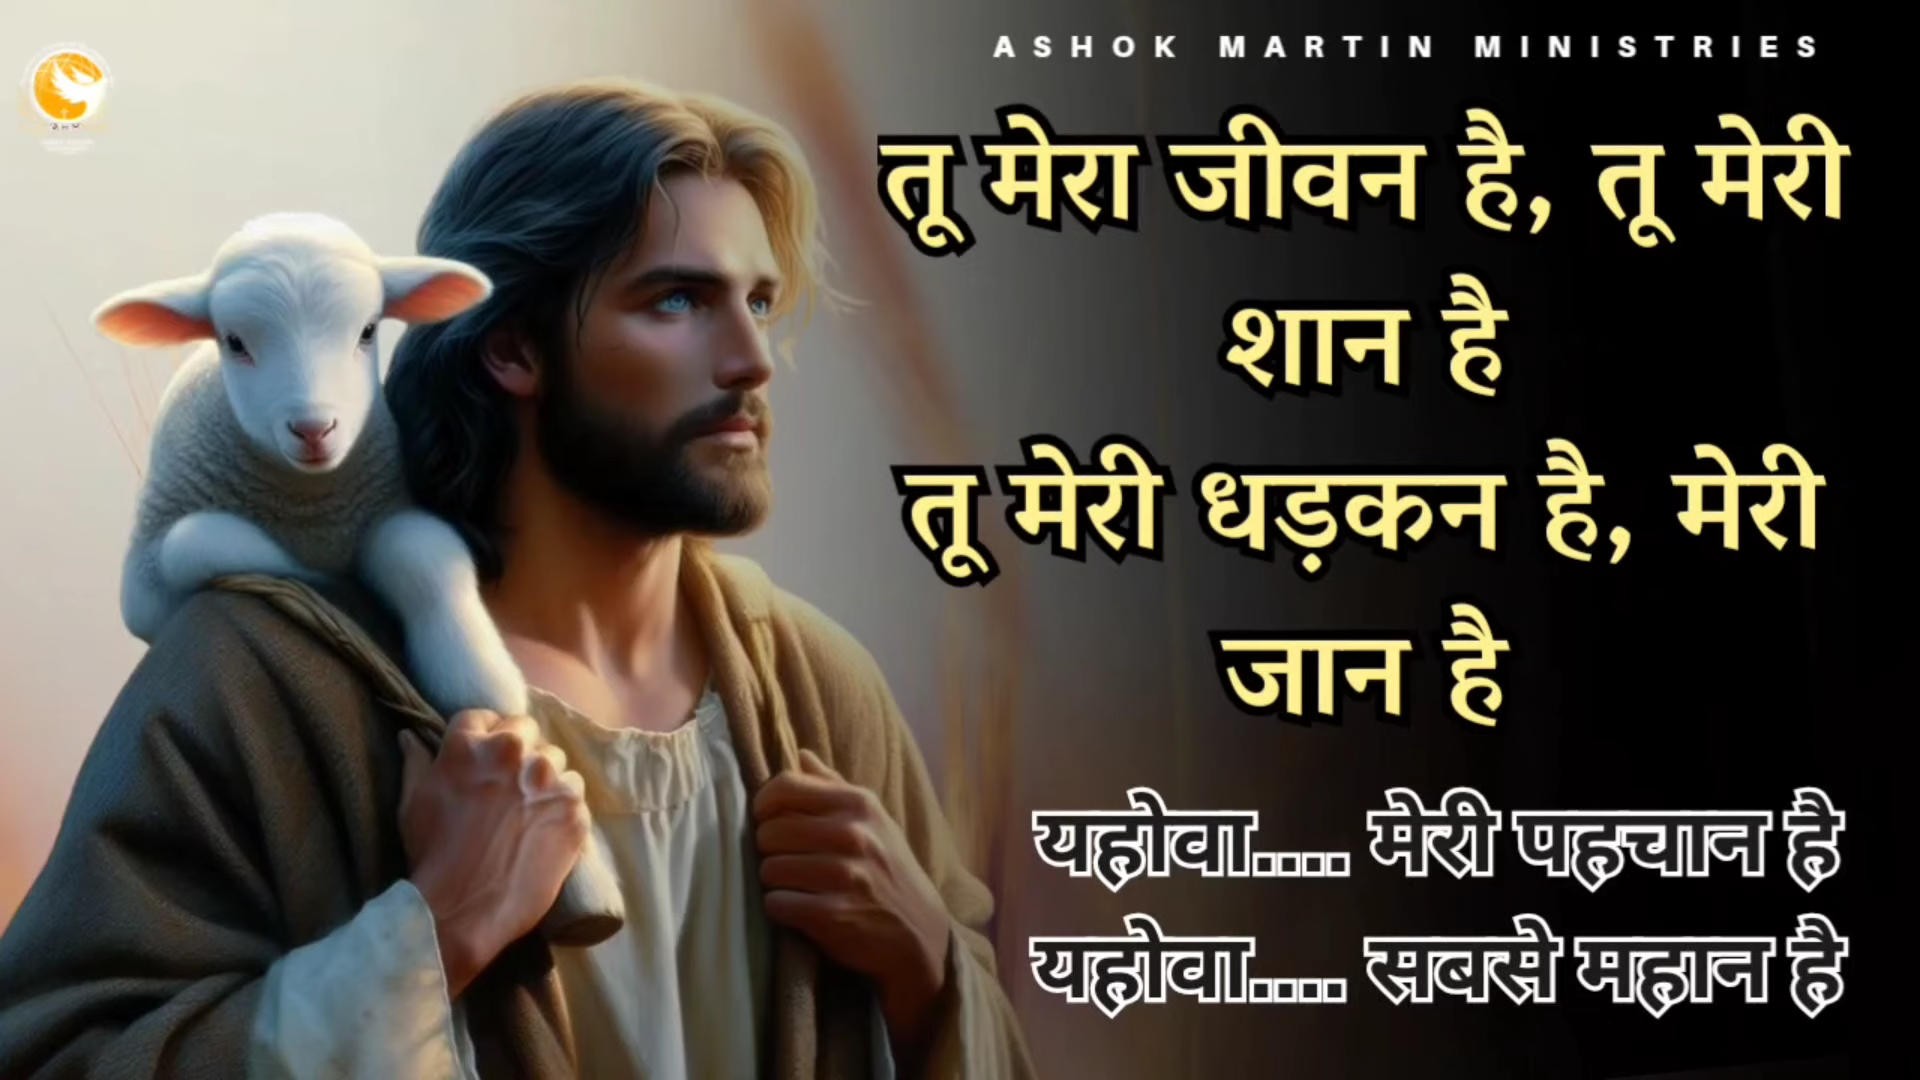 ASHOK MARTIN MINISTRIES
तू मेरा जीवन है, तू मेरी
शान है
तू मेरी धड़कन है, मेरी
जान है
यहोवा.... मेरी पहचान है
यहोवा.... सबसे महान है